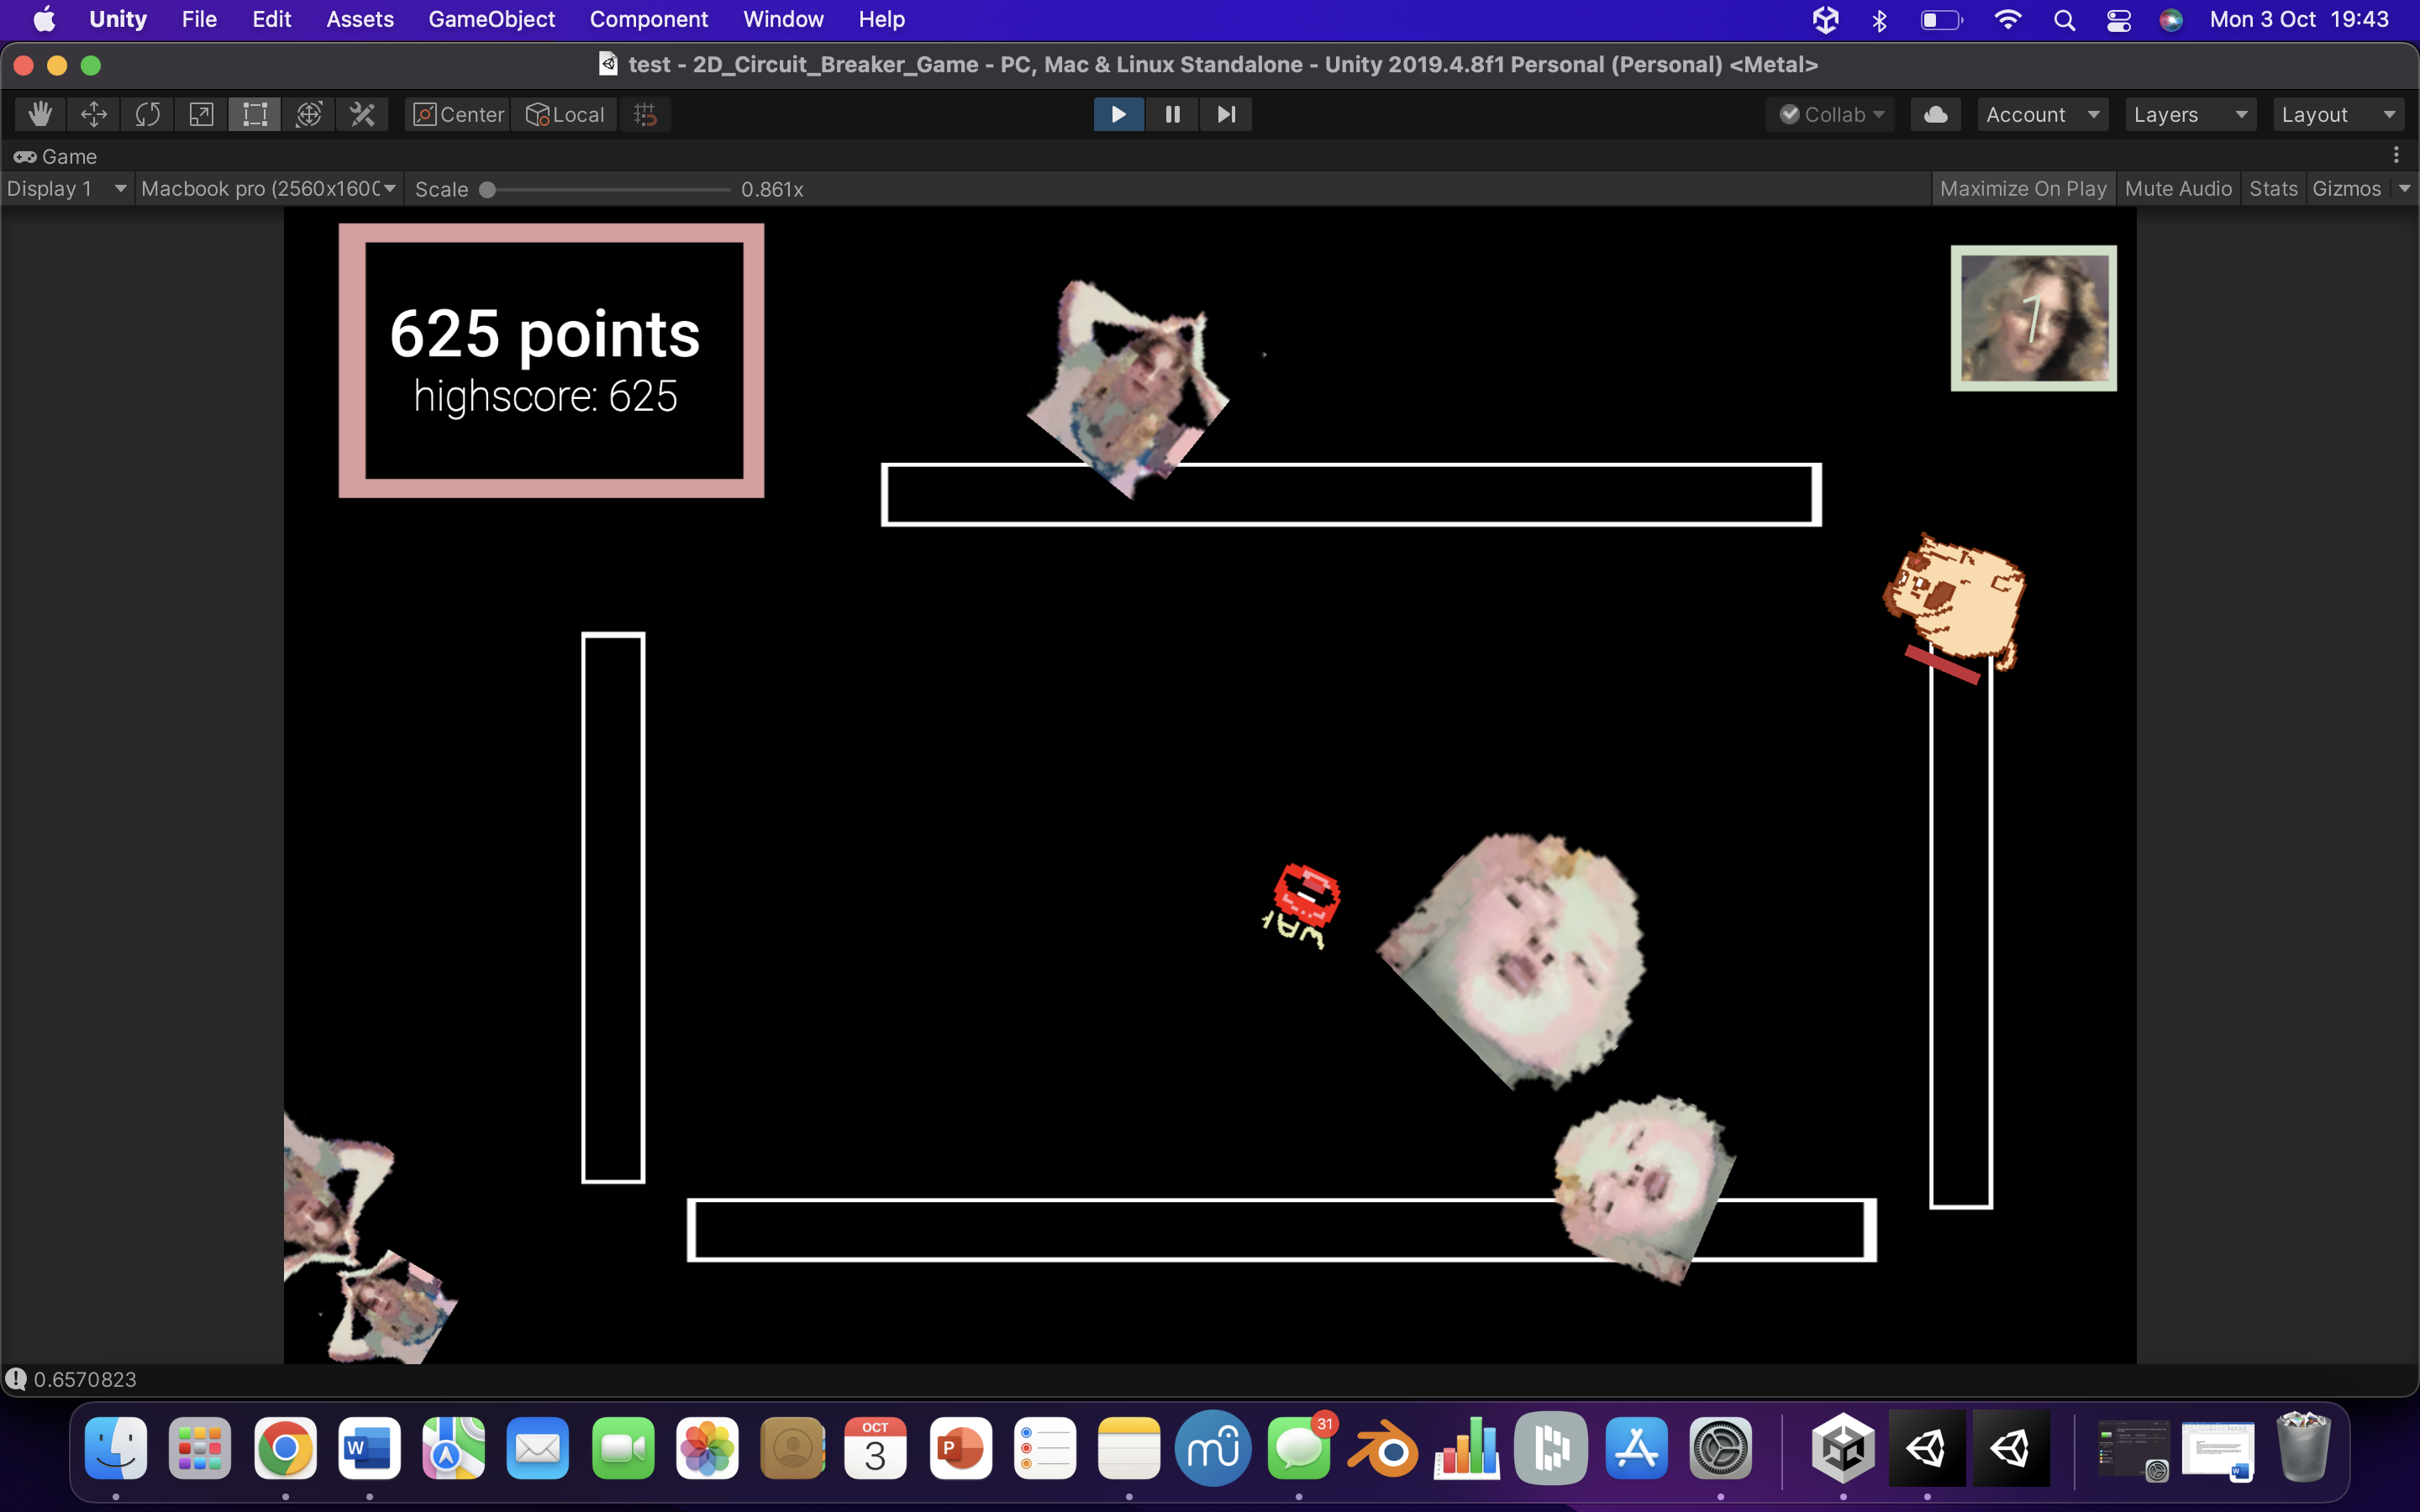 Unity File Edit Assets GameObject Component Window Help Mon 3 Oct 19:43
test - 2D_Circuit_Breaker_Game - PC, Mac & Linux Standalone - Unity 2019.4.8f1 Personal (Personal) <Metal>
Center Local Collab Account Layers Layout
Game
Display 1 Macbook pro (2560x1600 Scale 0.861x Maximize On Play Mute Audio Stats Gizmos
625 points
highscore: 625
1
0.6570823
OCT
3
31
W
P
W